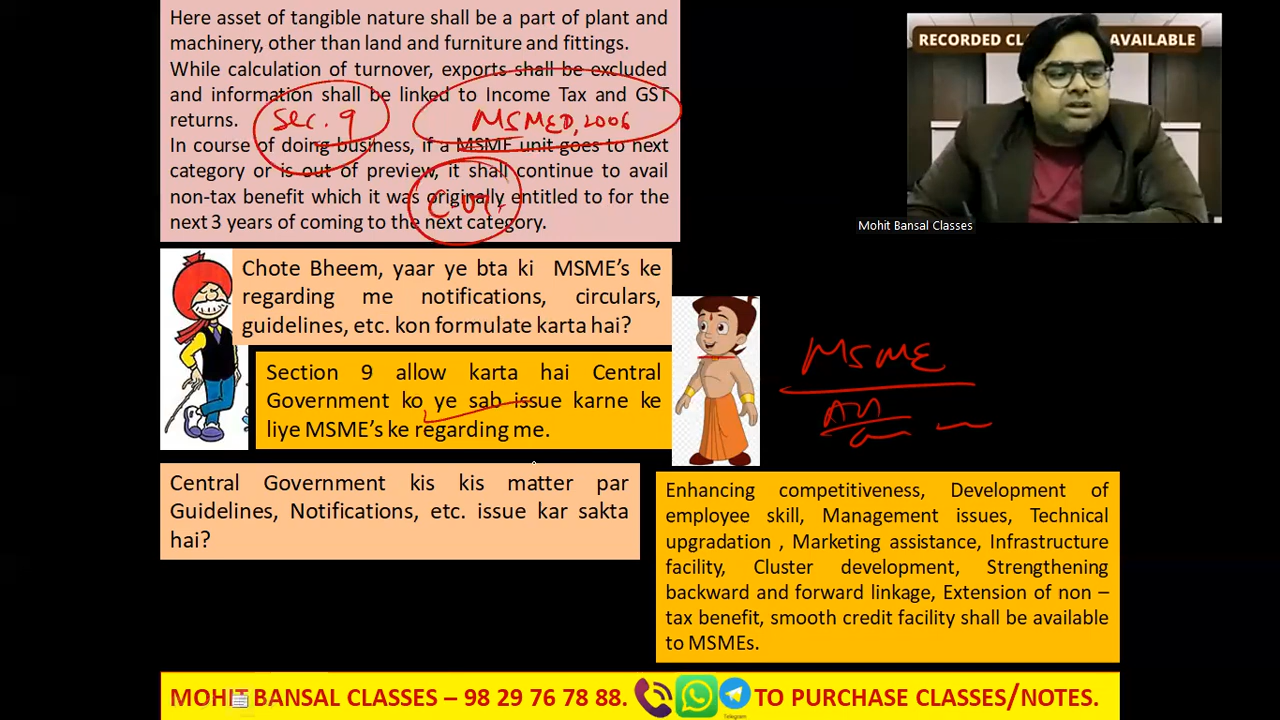 Here asset of tangible nature shall be a part of plant and
machinery, other than land and furniture and fittings.
While calculation of turnover, exports shall be excluded
and information shall be linked to Income Tax and GST
returns.
Sec. 9
MSMED, 2006
In course of doing business, if a MSME unit goes to next
category or is out of preview, it shall continue to avail
non-tax benefit which it was originally entitled to for the
next 3 years of coming to the next category.
RECORDED CL AVAILABLE
Mohit Bansal Classes
Chote Bheem, yaar ye bta ki MSME's ke
regarding me notifications, circulars,
guidelines, etc. kon formulate karta hai?
Section 9 allow karta hai Central
Government ko ye sab issue karne ke
liye MSME's ke regarding me.
MSME
Central Government kis kis matter par
Guidelines, Notifications, etc. issue kar sakta
hai?
Enhancing competitiveness, Development of
employee skill, Management issues, Technical
upgradation , Marketing assistance, Infrastructure
facility, Cluster development, Strengthening
backward and forward linkage, Extension of non –
tax benefit, smooth credit facility shall be available
to MSMEs.
MOHIT BANSAL CLASSES – 98 29 76 78 88.
Telegram
TO PURCHASE CLASSES/NOTES.